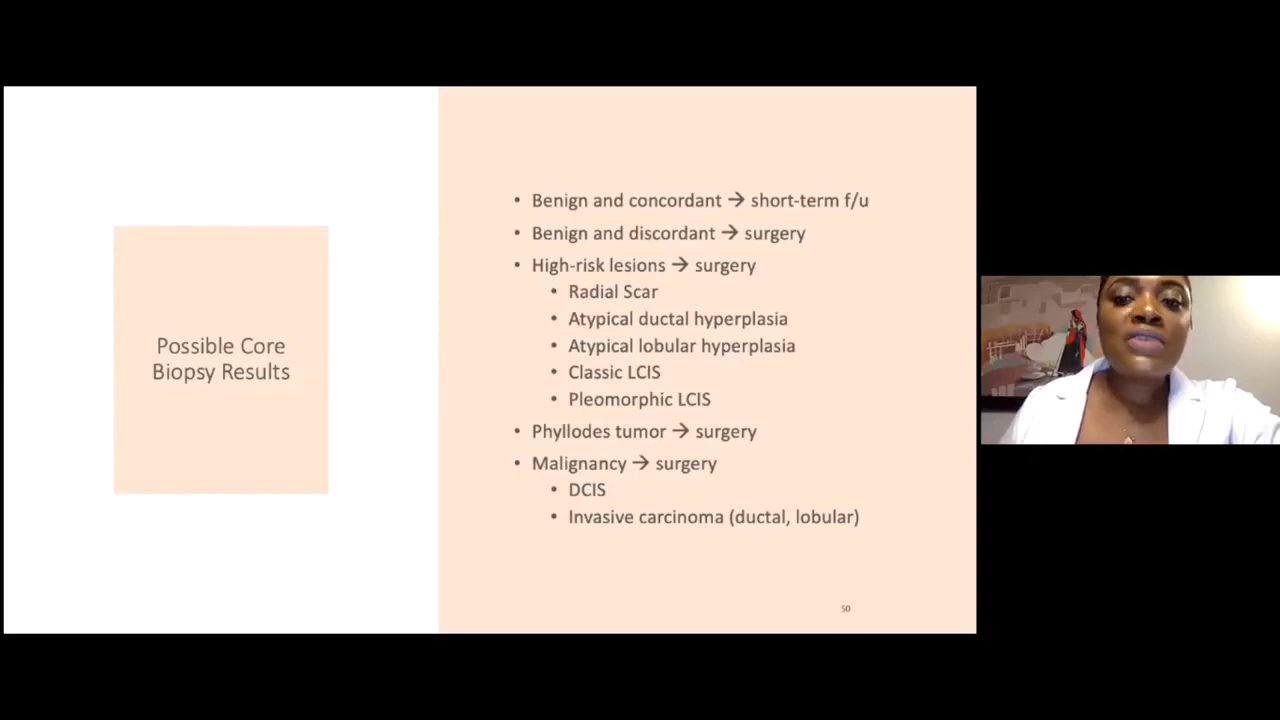 Possible Core
Biopsy Results
• Benign and concordant → short-term f/u
• Benign and discordant → surgery
• High-risk lesions → surgery
• Radial Scar
• Atypical ductal hyperplasia
• Atypical lobular hyperplasia
• Classic LCIS
• Pleomorphic LCIS
• Phyllodes tumor → surgery
• Malignancy → surgery
• DCIS
• Invasive carcinoma (ductal, lobular)
50